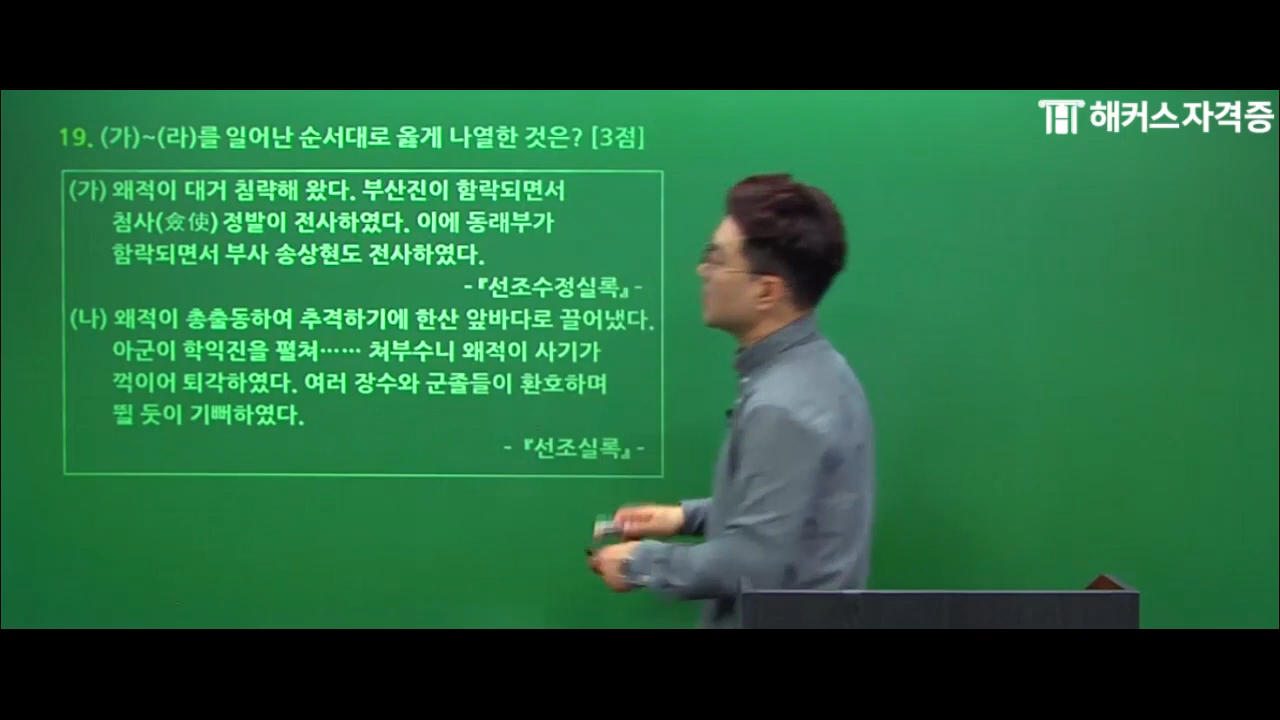 해커스자격증
19. (가)~(라)를 일어난 순서대로 옳게 나열한 것은? [3점]
(가) 왜적이 대거 침략해 왔다. 부산진이 함락되면서
첨사(僉使) 정발이 전사하였다. 이에 동래부가
함락되면서 부사 송상현도 전사하였다.
-『선조수정실록』-
(나) 왜적이 총출동하여 추격하기에 한산 앞바다로 끌어냈다.
아군이 학익진을 펼쳐…… 쳐부수니 왜적이 사기가
꺽이어 퇴각하였다. 여러 장수와 군졸들이 환호하며
뛸 듯이 기뻐하였다.
-『선조실록』-